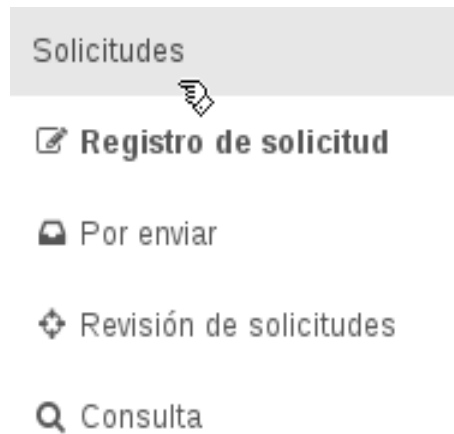 Solicitudes
Registro de solicitud
Por enviar
Revisión de solicitudes
Consulta